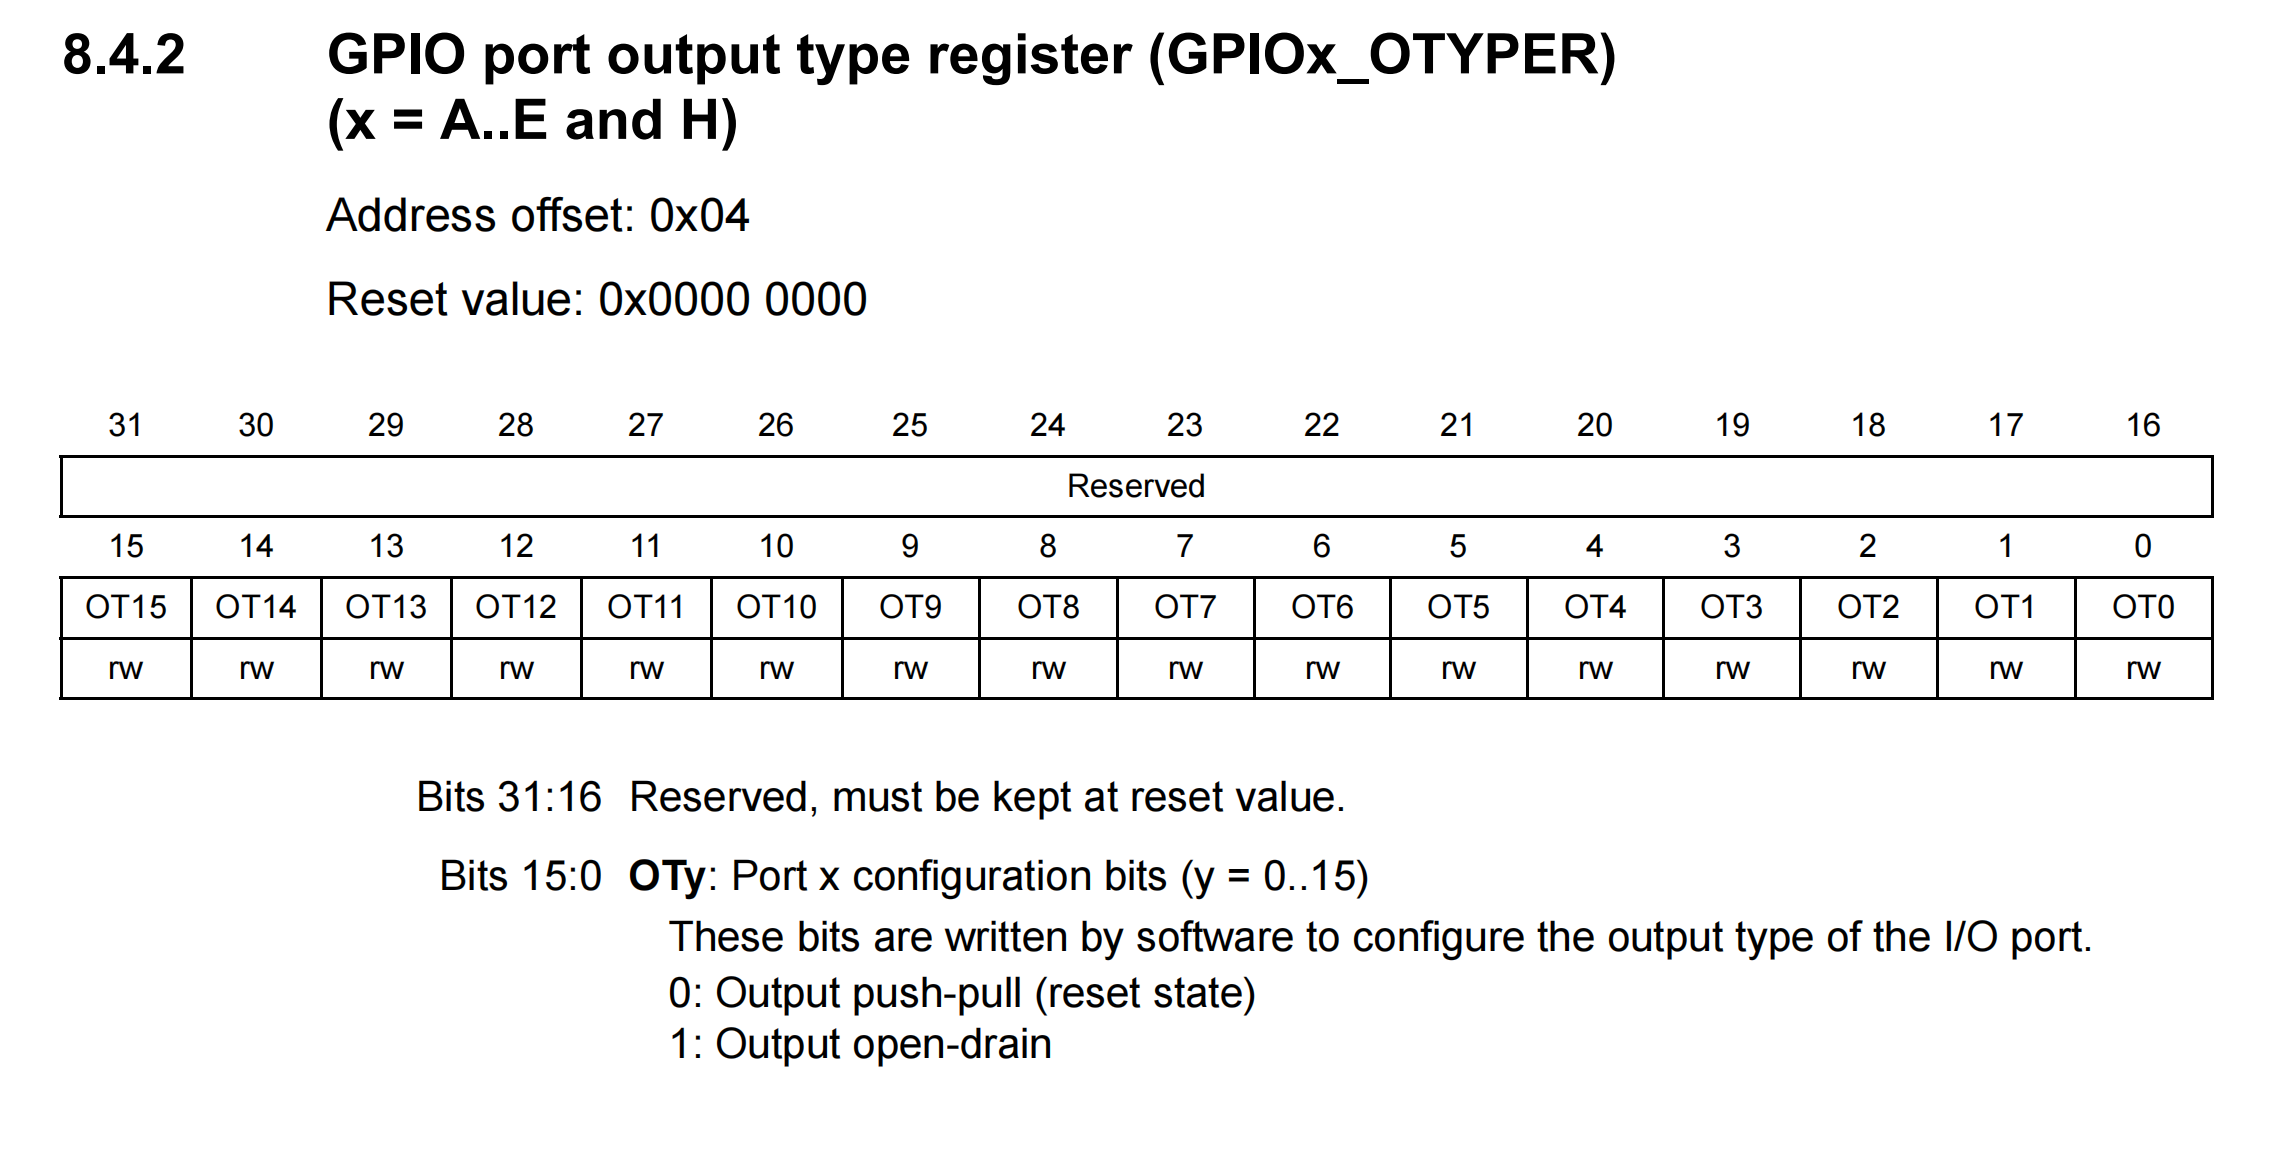 8.4.2 GPIO port output type register (GPIOx_OTYPER)
(x = A..E and H)
Address offset: 0x04
Reset value: 0x0000 0000
31 30 29 28 27 26 25 24 23 22 21 20 19 18 17 16
Reserved
15 14 13 12 11 10 9 8 7 6 5 4 3 2 1 0
OT15 OT14 OT13 OT12 OT11 OT10 OT9 OT8 OT7 OT6 OT5 OT4 OT3 OT2 OT1 OT0
rw rw rw rw rw rw rw rw rw rw rw rw rw rw rw rw
Bits 31:16 Reserved, must be kept at reset value.
Bits 15:0 OTy: Port x configuration bits (y = 0..15)
These bits are written by software to configure the output type of the I/O port.
0: Output push-pull (reset state)
1: Output open-drain